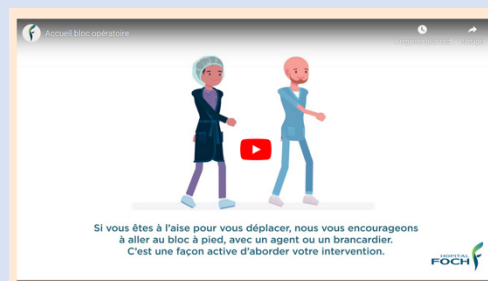 Accueil bloc opératoire
Si vous êtes à l'aise pour vous déplacer, nous vous encourageons
à aller au bloc à pied, avec un agent ou un brancardier.
C'est une façon active d'aborder votre intervention.
HOPITAL
FOCH